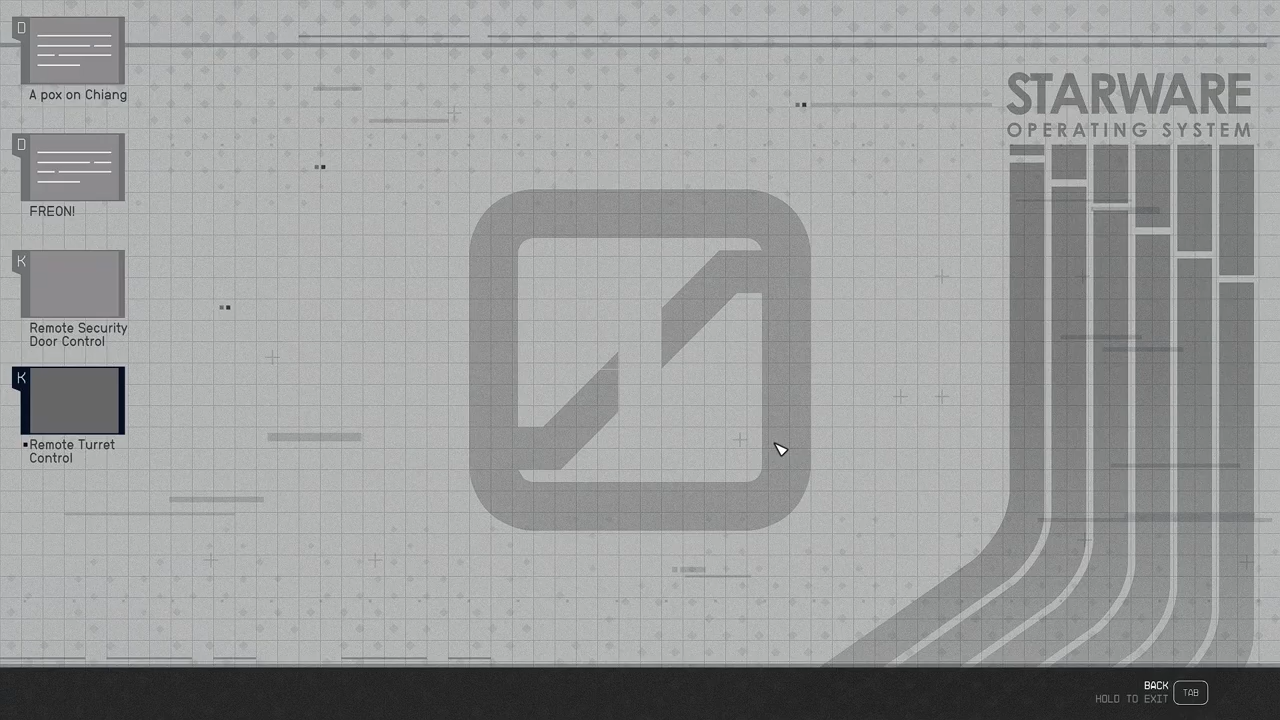 STARWARE
OPERATING SYSTEM
D
A pox on Chiang
D
FREON!
K
Remote Security
Door Control
K
Remote Turret
Control
BACK
HOLD TO EXIT
TAB